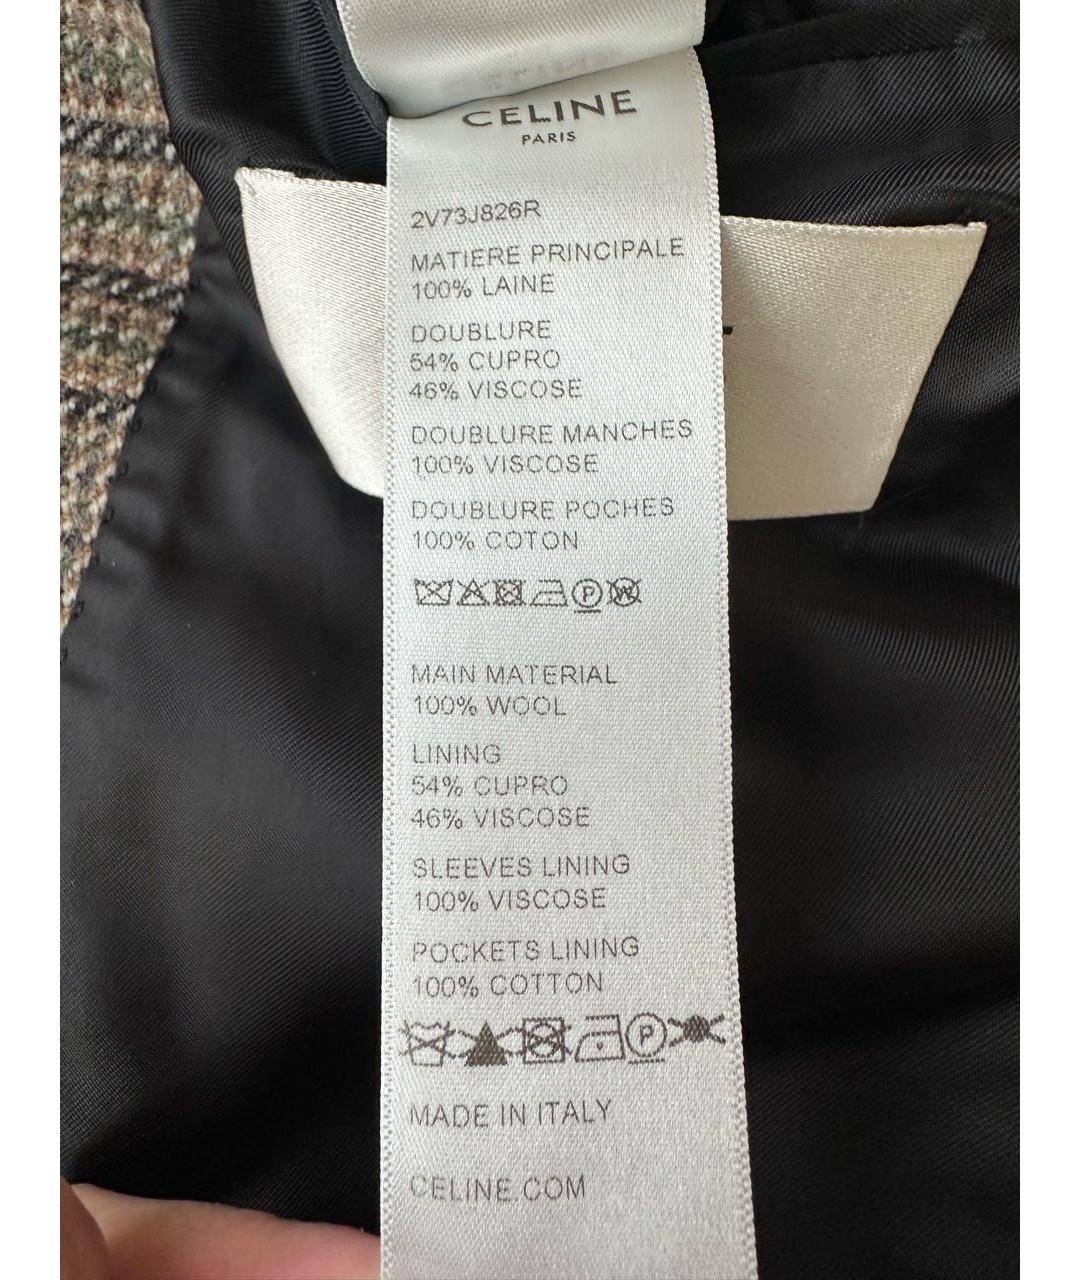 CELINE
PARIS
2V73J826R
MATIERE PRINCIPALE
100% LAINE
DOUBLURE
54% CUPRO
46% VISCOSE
DOUBLURE MANCHES
100% VISCOSE
DOUBLURE POCHES
100% COTON
P W
MAIN MATERIAL
100% WOOL
LINING
54% CUPRO
46% VISCOSE
SLEEVES LINING
100% VISCOSE
POCKETS LINING
100% COTTON
P
MADE IN ITALY
CELINE.COM